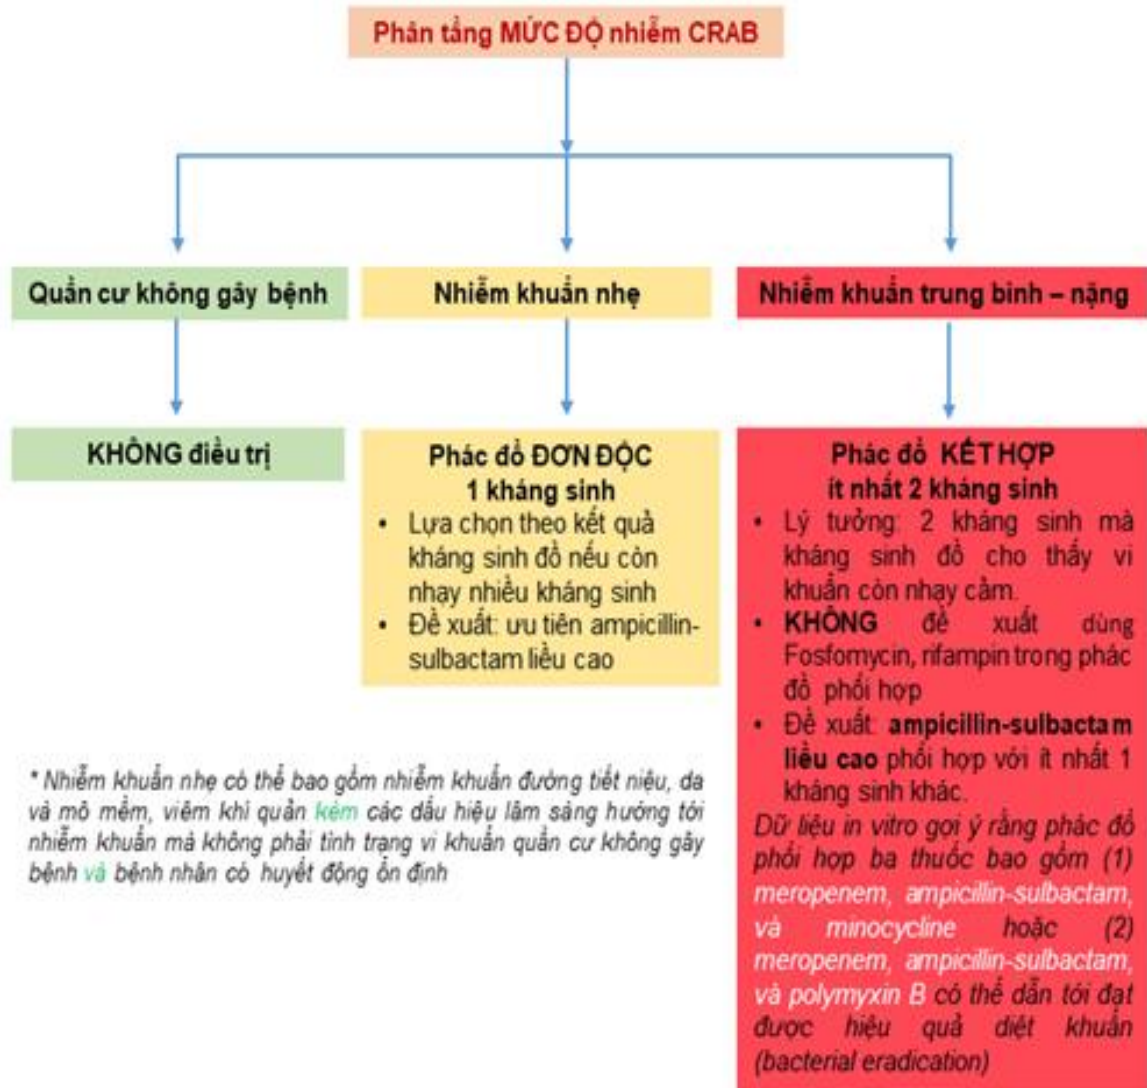 Phân tầng MỨC ĐỘ nhiễm CRAB
Quần cư không gây bệnh
Nhiễm khuẩn nhẹ
Nhiễm khuẩn trung bình – nặng
KHÔNG điều trị
Phác đồ ĐƠN ĐỘC
1 kháng sinh
• Lựa chọn theo kết quả
kháng sinh đồ nếu còn
nhạy nhiều kháng sinh
• Đề xuất: ưu tiên ampicillin-
sulbactam liều cao
Phác đồ KẾT HỢP
ít nhất 2 kháng sinh
• Lý tưởng: 2 kháng sinh mà
kháng sinh đồ cho thấy vi
khuẩn còn nhạy cảm.
• KHÔNG đề xuất dùng
Fosfomycin, rifampin trong phác
đồ phối hợp
• Đề xuất: ampicillin-sulbactam
liều cao phối hợp với ít nhất 1
kháng sinh khác.
Dữ liệu in vitro gợi ý rằng phác đồ
phối hợp ba thuốc bao gồm (1)
meropenem, ampicillin-sulbactam,
và minocycline hoặc (2)
meropenem, ampicillin-sulbactam,
và polymyxin B có thể dẫn tới đạt
được hiệu quả diệt khuẩn
(bacterial eradication)
* Nhiễm khuẩn nhẹ có thể bao gồm nhiễm khuẩn đường tiết niệu, da
và mô mềm, viêm khí quản kèm các dấu hiệu lâm sàng hướng tới
nhiễm khuẩn mà không phải tình trạng vi khuẩn quần cư không gây
bệnh và bệnh nhân có huyết động ổn định